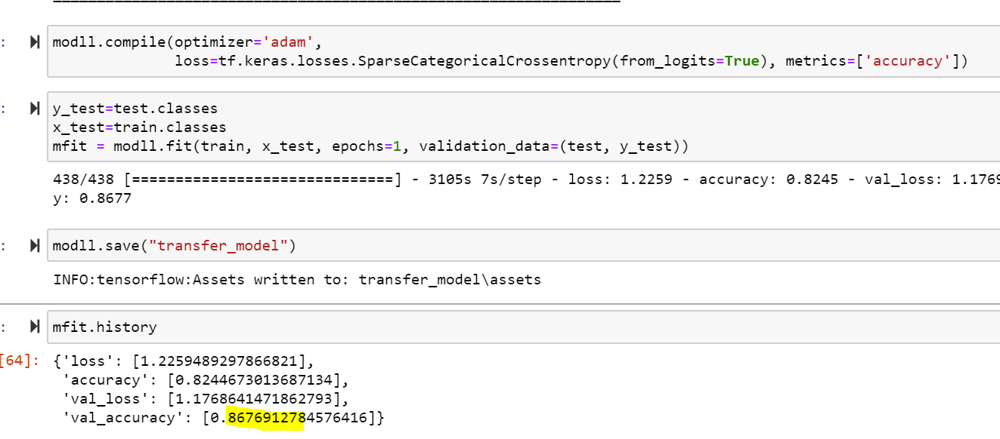 :
modll.compile(optimizer='adam',
loss=tf.keras.losses.SparseCategoricalCrossentropy(from_logits=True), metrics=['accuracy'])
:
y_test=test.classes
x_test=train.classes
mfit = modll.fit(train, x_test, epochs=1, validation_data=(test, y_test))
438/438 [==============================] - 3105s 7s/step - loss: 1.2259 - accuracy: 0.8245 - val_loss: 1.1769
y: 0.8677
:
modll.save("transfer_model")
INFO:tensorflow:Assets written to: transfer_model\assets
:
mfit.history
[64]:
{'loss': [1.2259489297866821],
'accuracy': [0.8244673013687134],
'val_loss': [1.1768641471862793],
'val_accuracy': [0.8676912784576416]}